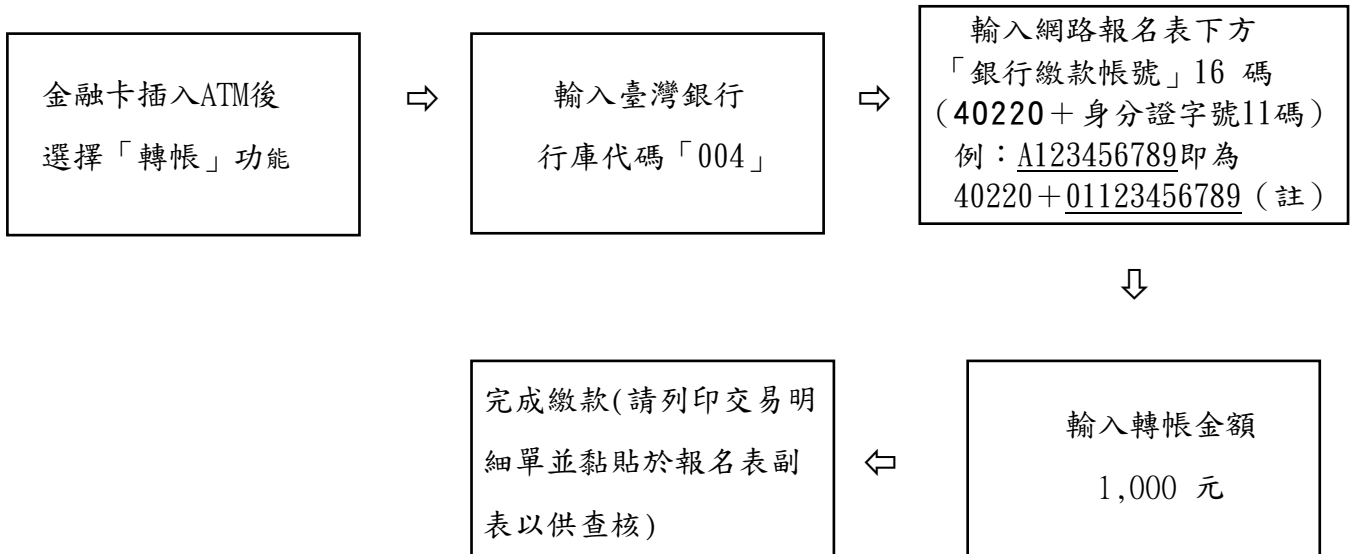 金融卡插入ATM後
選擇「轉帳」功能
⇨
輸入臺灣銀行
行庫代碼「004」
⇨
輸入網路報名表下方
「銀行繳款帳號」16 碼
（40220＋身分證字號11碼）
例：A123456789即為
40220＋01123456789（註）
⇩
輸入轉帳金額
1,000 元
⇦
完成繳款(請列印交易明
細單並黏貼於報名表副
表以供查核)